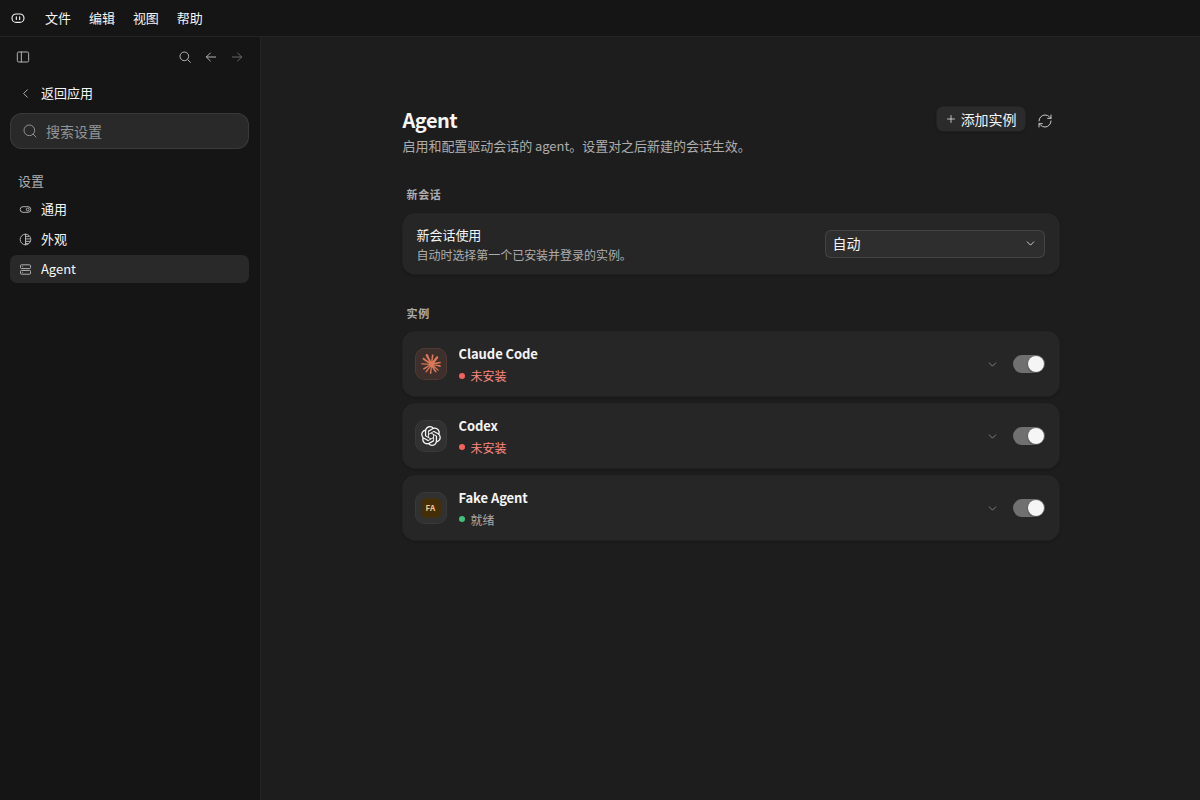 文件 编辑 视图 帮助
返回应用
搜索设置
设置
通用
外观
Agent
Agent
添加实例
启用和配置驱动会话的 agent。设置对之后新建的会话生效。
新会话
新会话使用
自动时选择第一个已安装并登录的实例。
自动
实例
Claude Code
未安装
Codex
未安装
FA
Fake Agent
就绪